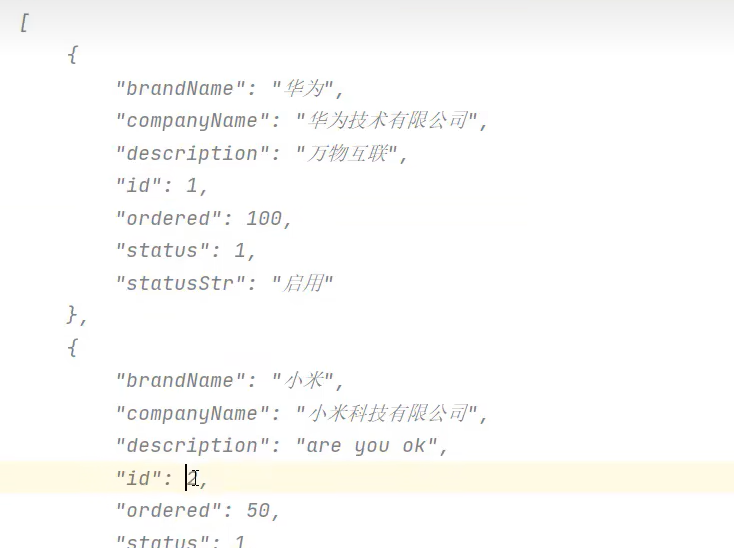 [
{
"brandName": "华为",
"companyName": "华为技术有限公司",
"description": "万物互联",
"id": 1,
"ordered": 100,
"status": 1,
"statusStr": "启用"
},
{
"brandName": "小米",
"companyName": "小米科技有限公司",
"description": "are you ok",
"id": 2,
"ordered": 50,
"status": 1